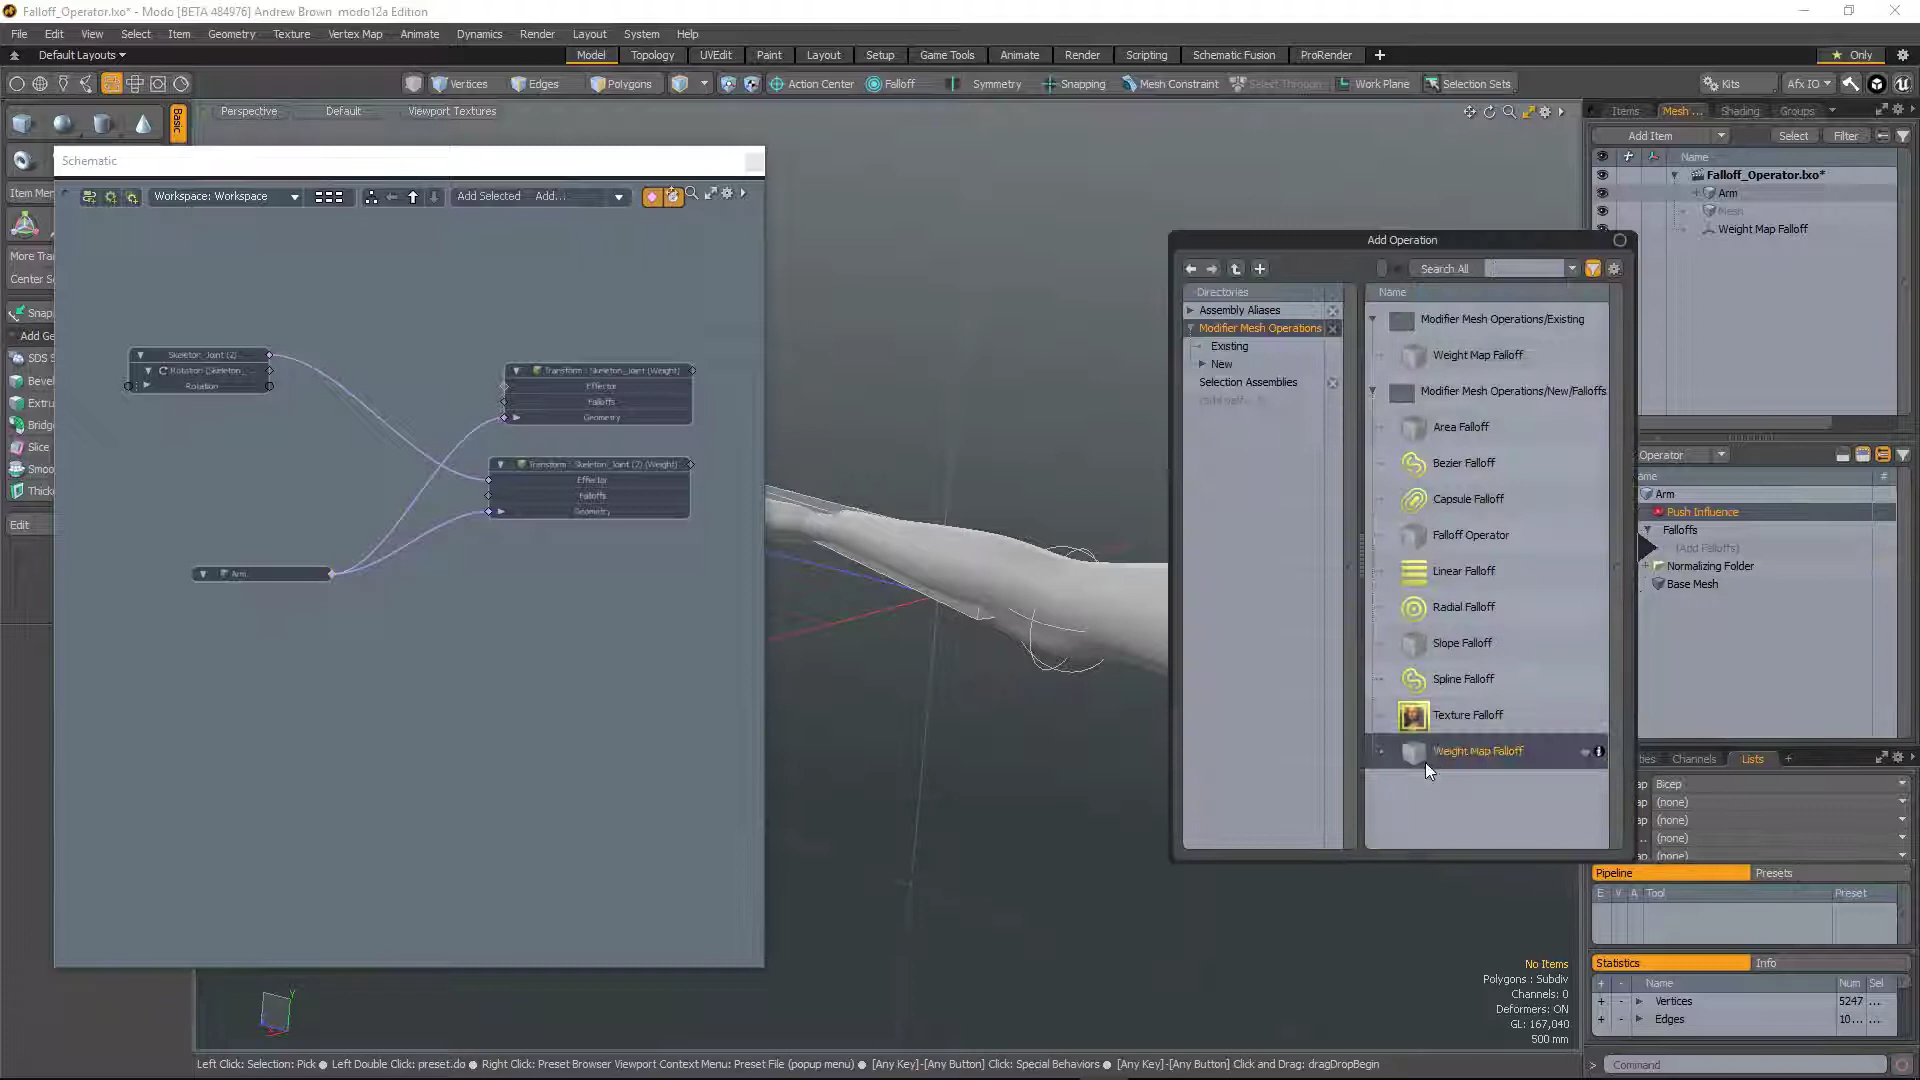 Falloff_Operator.lxo* - Modo [BETA 484976] Andrew Brown modo12a Edition
File Edit View Select Item Geometry Texture Vertex Map Animate Dynamics Render Layout System Help
Default Layouts
Model Topology UVEdit Paint Layout Setup Game Tools Animate Render Scripting Schematic Fusion ProRender
Only
Vertices Edges Polygons Action Center Falloff Symmetry Snapping Mesh Constraint Work Plane Selection Sets Kits Afx IO
Perspective Default Viewport Textures
Basic
Schematic
Workspace: Workspace Add Selected Add...
Item Mer
More Tra
Center S
Snap
Add Ge
SDS S
Bevel
Extru
Bridg
Slice
Smoo
Thick
Edit
Skeleton_Joint (2)
Rotation (Skeleton_...
Rotation
Transform : Skeleton_Joint (Weight)
Effector
Falloffs
Geometry
Transform : Skeleton_Joint (2) (Weight)
Effector
Falloffs
Geometry
Arm
Add Operation
Search All
Directories
Assembly Aliases
Modifier Mesh Operations
Existing
New
Selection Assemblies
Name
Modifier Mesh Operations/Existing
Weight Map Falloff
Modifier Mesh Operations/New/Falloffs
Area Falloff
Bezier Falloff
Capsule Falloff
Falloff Operator
Linear Falloff
Radial Falloff
Slope Falloff
Spline Falloff
Texture Falloff
Weight Map Falloff
Items Mesh ... Shading Groups
Add Item Select Filter
Name
Falloff_Operator.lxo*
Arm
Mesh
Weight Map Falloff
Operator
ame #
Arm
Push Influence
Falloffs
(Add Falloffs)
Normalizing Folder
Base Mesh
ties Channels Lists
ap Bicep
ap (none)
ap (none)
... (none)
ap (none)
Pipeline Presets
E V A Tool Preset
Statistics Info
+ - Name Num Sel
+ - Vertices 5247 ...
+ - Edges 10... ...
No Items
Polygons : Subdiv
Channels: 0
Deformers: ON
GL: 167,040
500 mm
Y
Left Click: Selection: Pick ● Left Double Click: preset.do ● Right Click: Preset Browser Viewport Context Menu: Preset File (popup menu) ● [Any Key]-[Any Button] Click: Special Behaviors ● [Any Key]-[Any Button] Click and Drag: dragDropBegin
Command